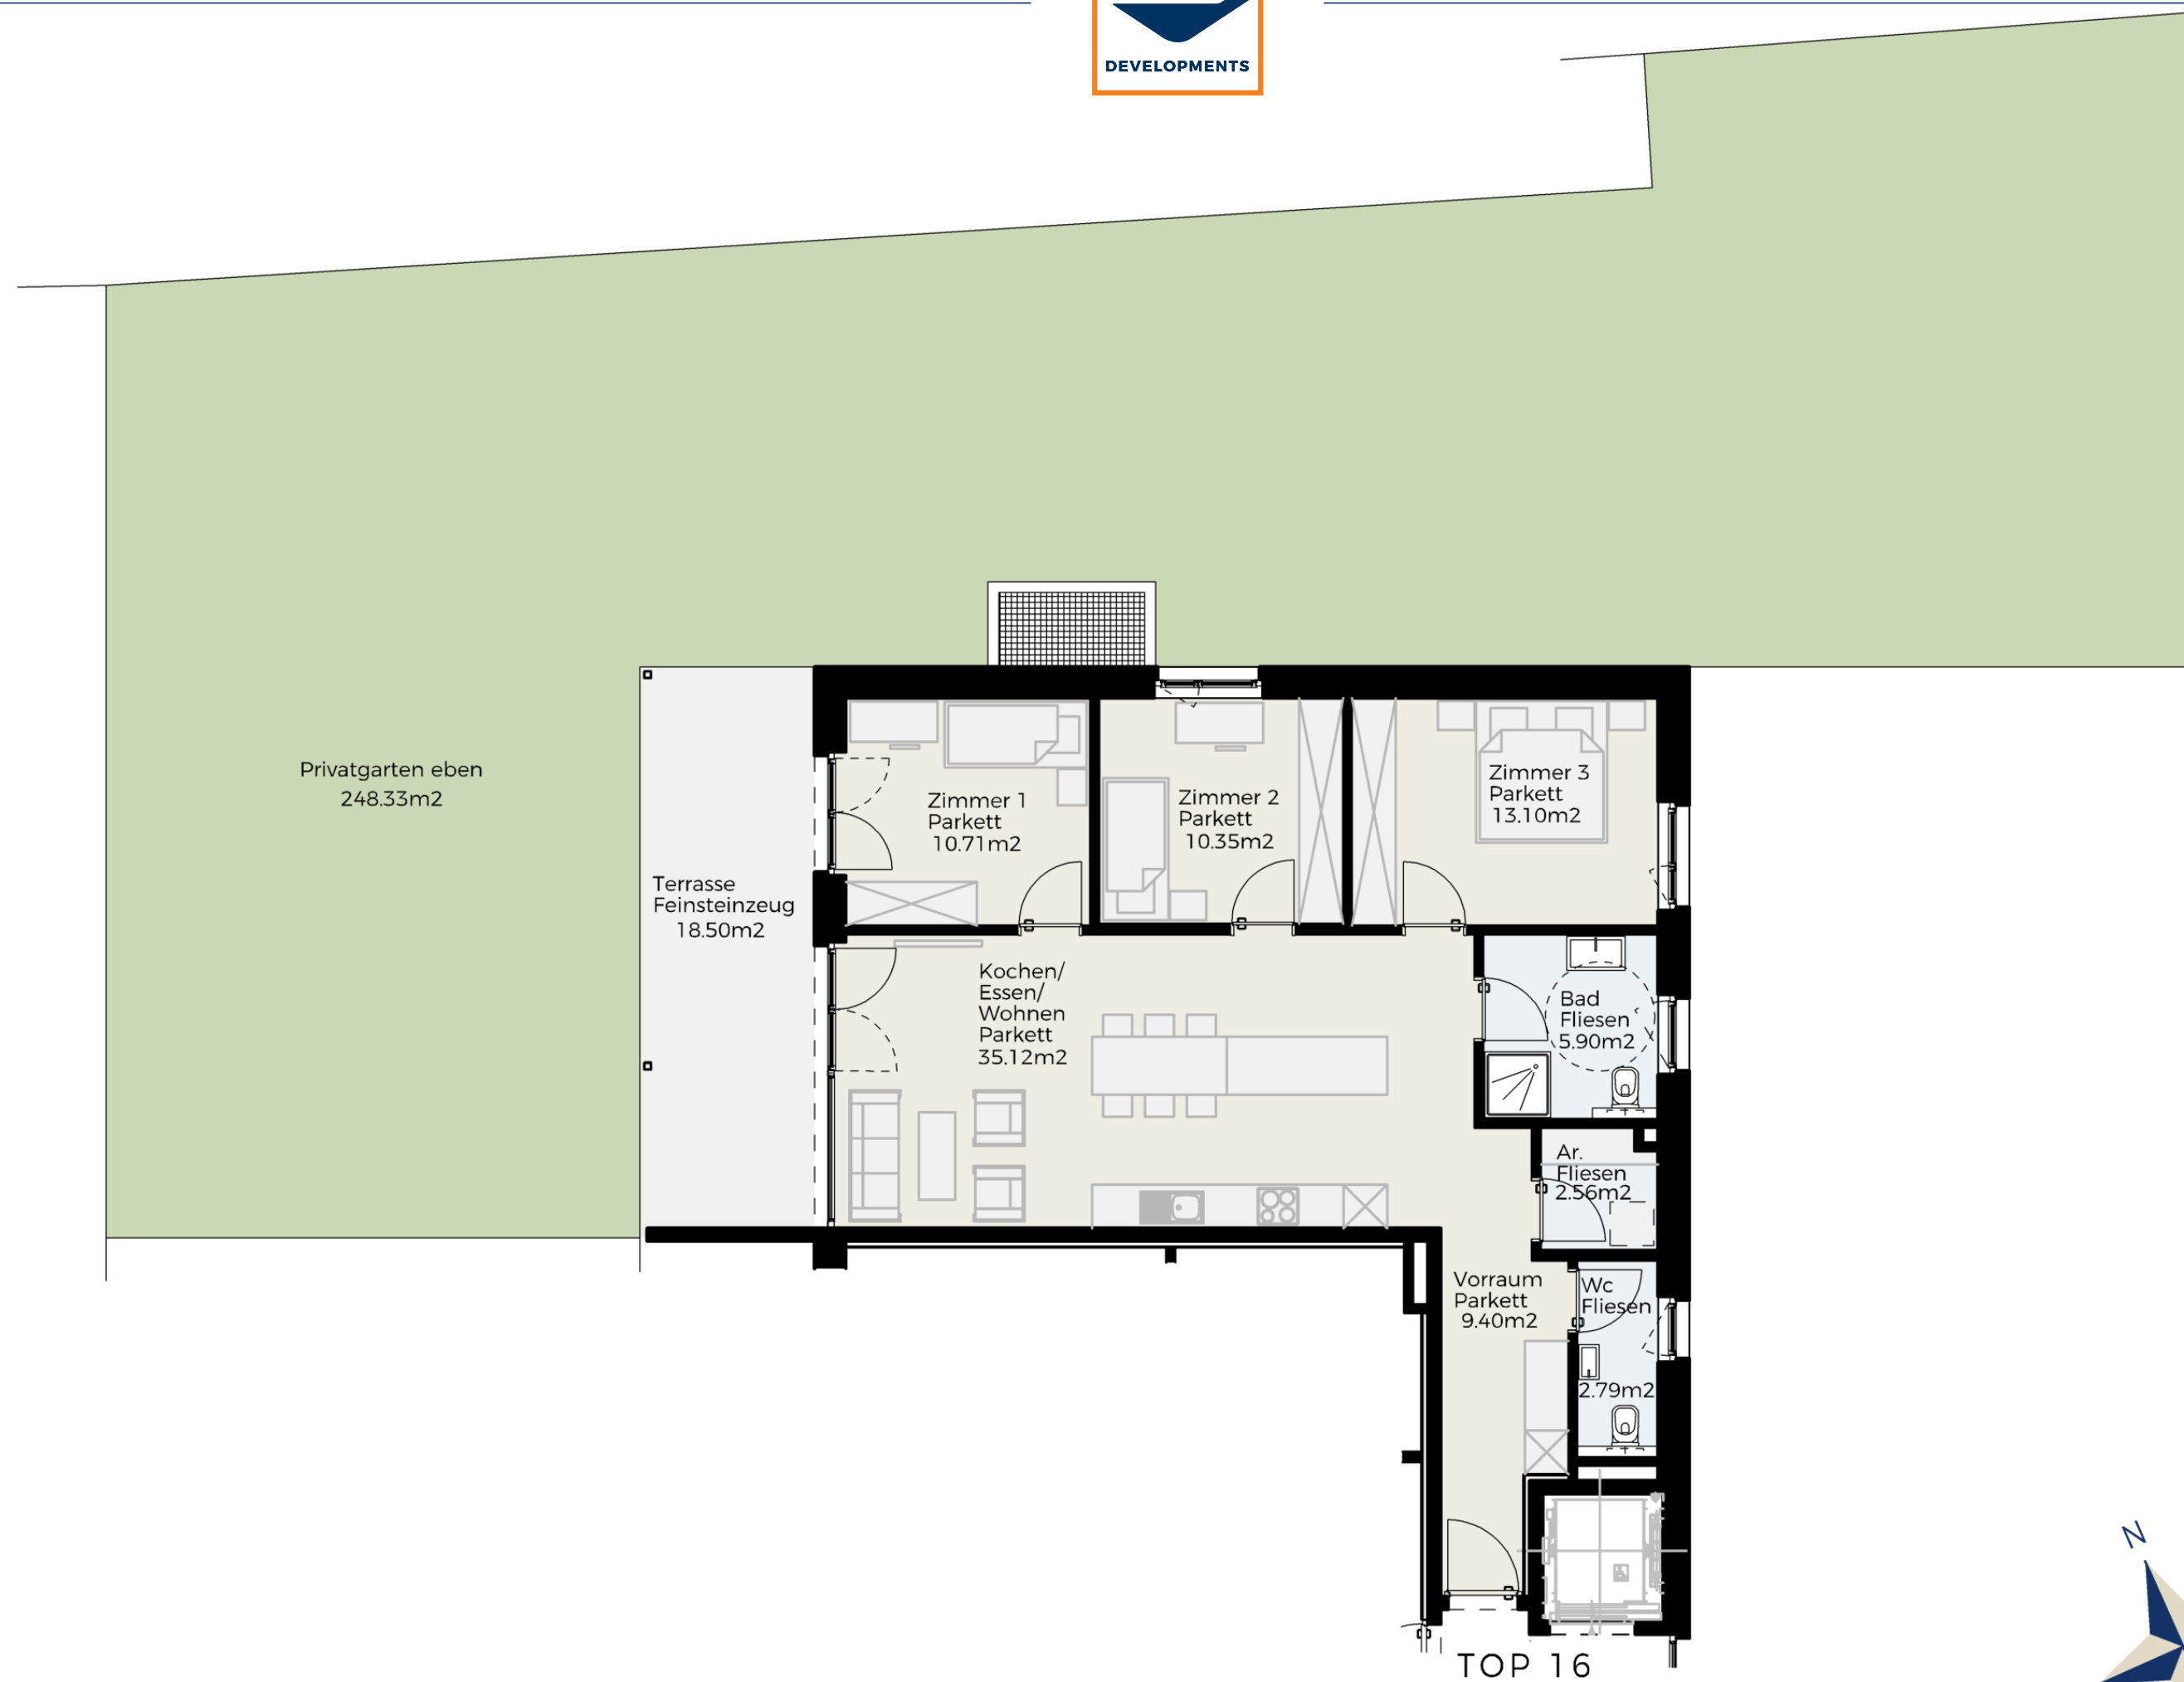 DEVELOPMENTS
Privatgarten eben
248.33m2
Terrasse
Feinsteinzeug
18.50m2
Zimmer 1
Parkett
10.71m2
Zimmer 2
Parkett
10.35m2
Zimmer 3
Parkett
13.10m2
Kochen/
Essen/
Wohnen
Parkett
35.12m2
Bad
Fliesen
5.90m2
Ar.
Fliesen
2.56m2
Vorraum
Parkett
9.40m2
Wc
Fliesen
2.79m2
N
TOP 16